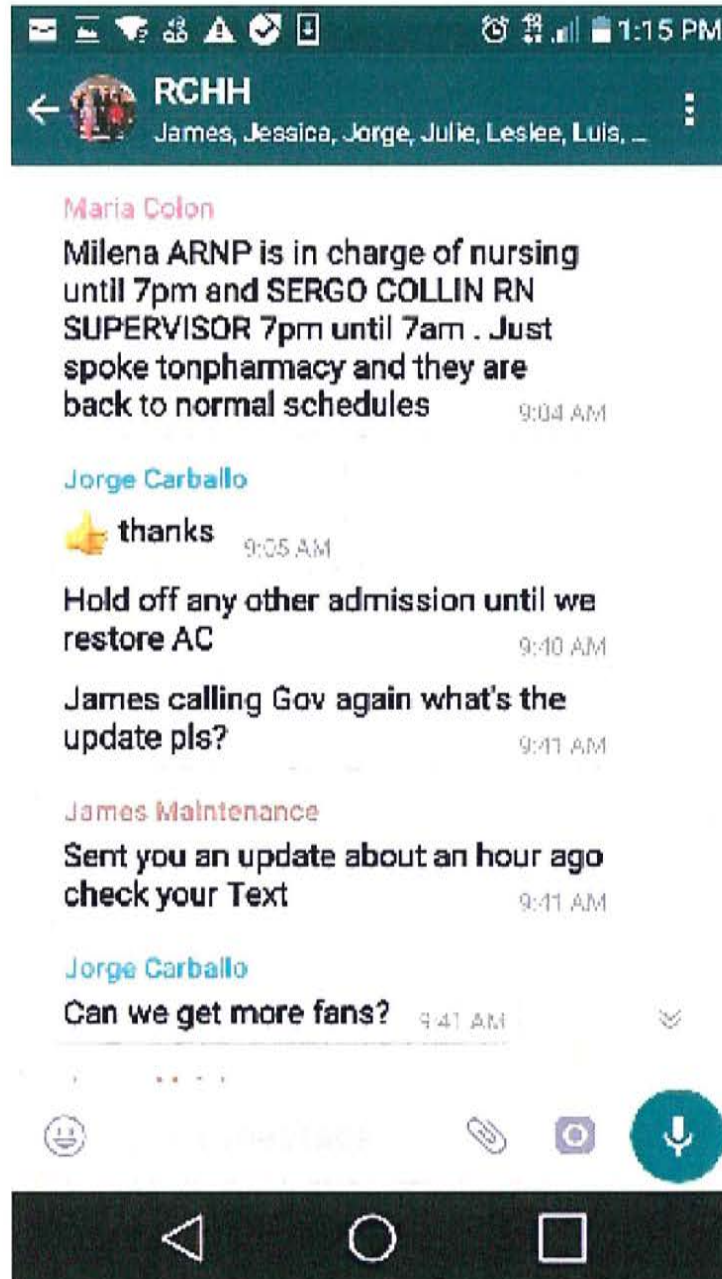 1:15 PM
RCHH
James, Jessica, Jorge, Julie, Leslee, Luis, ...
Maria Colon
Milena ARNP is in charge of nursing
until 7pm and SERGO COLLIN RN
SUPERVISOR 7pm until 7am . Just
spoke tonpharmacy and they are
back to normal schedules 9:04 AM
Jorge Carballo
👍 thanks 9:05 AM
Hold off any other admission until we
restore AC 9:40 AM
James calling Gov again what's the
update pls? 9:41 AM
James Maintenance
Sent you an update about an hour ago
check your Text 9:41 AM
Jorge Carballo
Can we get more fans? 9:41 AM